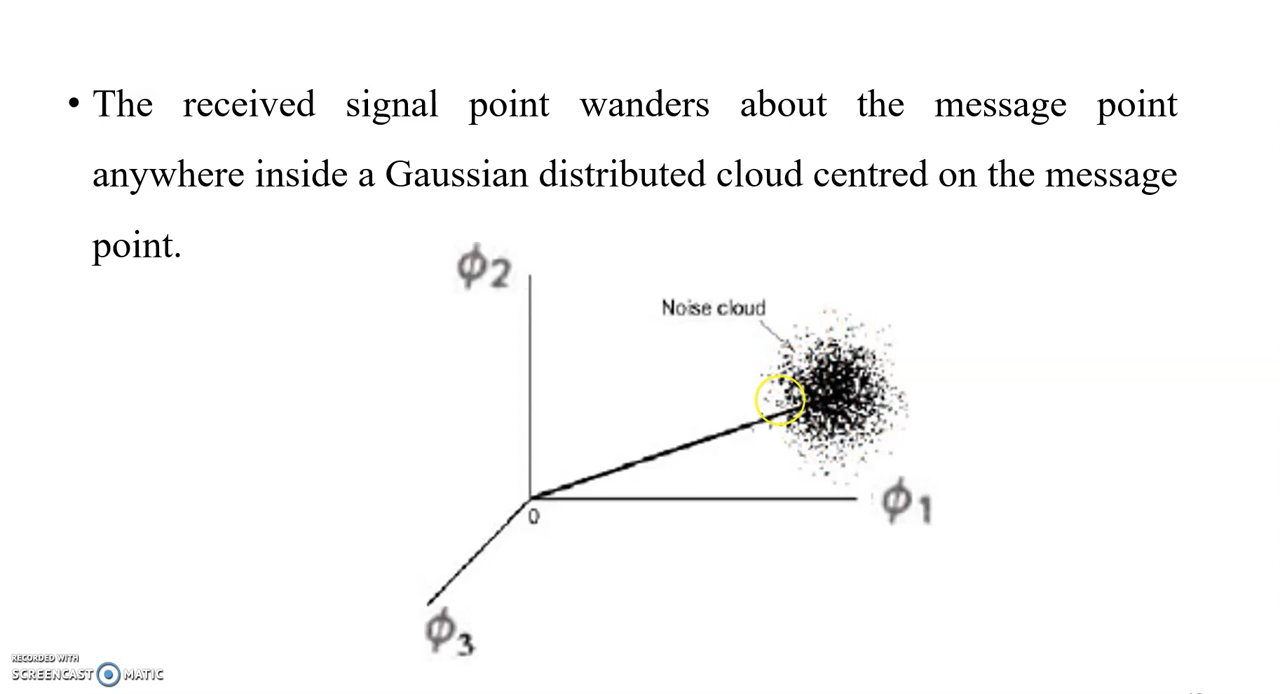 • The received signal point wanders about the message point
anywhere inside a Gaussian distributed cloud centred on the message
point.
ϕ2
Noise cloud
ϕ1
0
ϕ3
RECORDED WITH
SCREENCAST MATIC